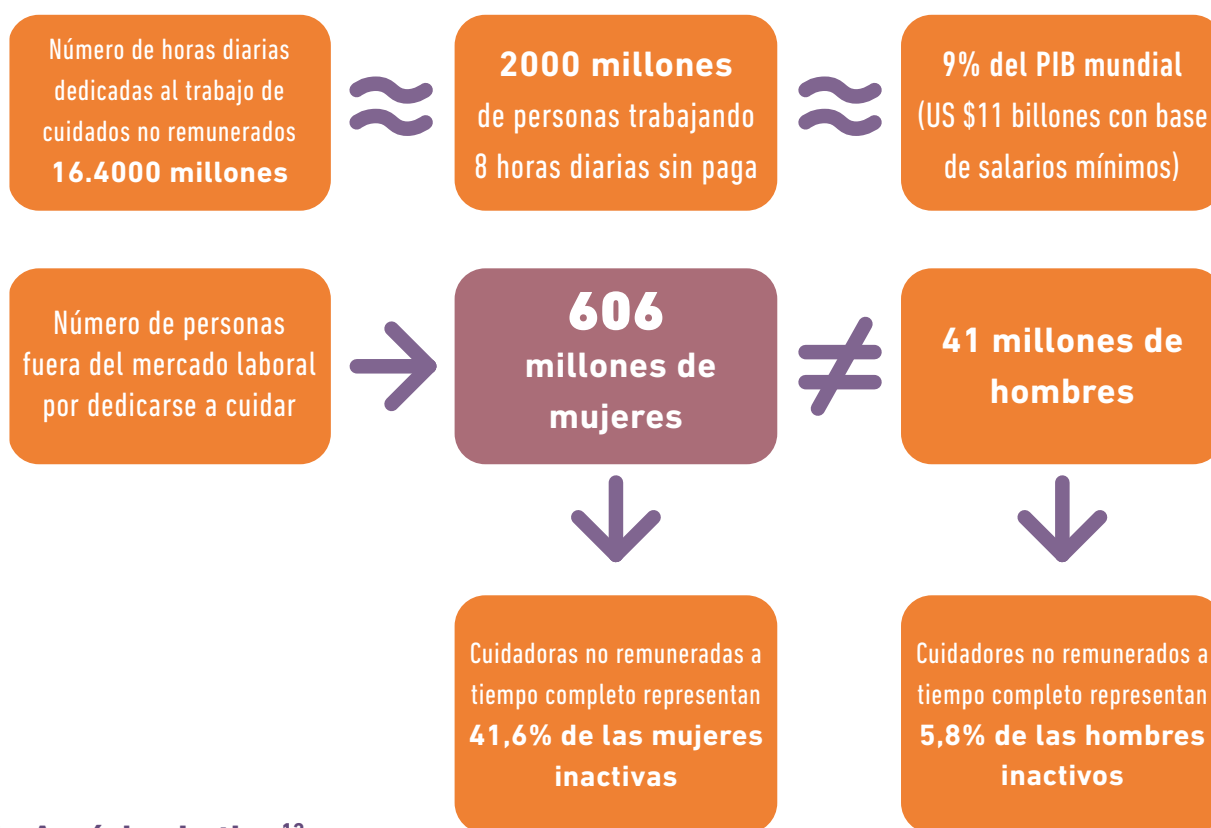 Número de horas diarias
dedicadas al trabajo de
cuidados no remunerados
16.4000 millones
≈
2000 millones
de personas trabajando
8 horas diarias sin paga
≈
9% del PIB mundial
(US $11 billones con base
de salarios mínimos)
Número de personas
fuera del mercado laboral
por dedicarse a cuidar
606
millones de
mujeres
≠
41 millones de
hombres
Cuidadoras no remuneradas a
tiempo completo representan
41,6% de las mujeres
inactivas
Cuidadores no remunerados a
tiempo completo representan
5,8% de las hombres
inactivos